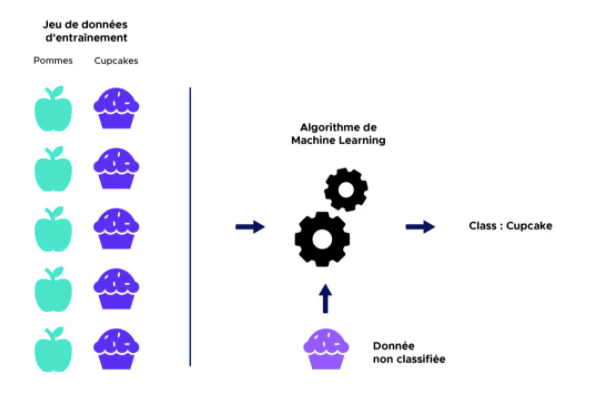 Jeu de données
d'entraînement
Pommes Cupcakes
Algorithme de
Machine Learning
Class : Cupcake
Donnée
non classifiée